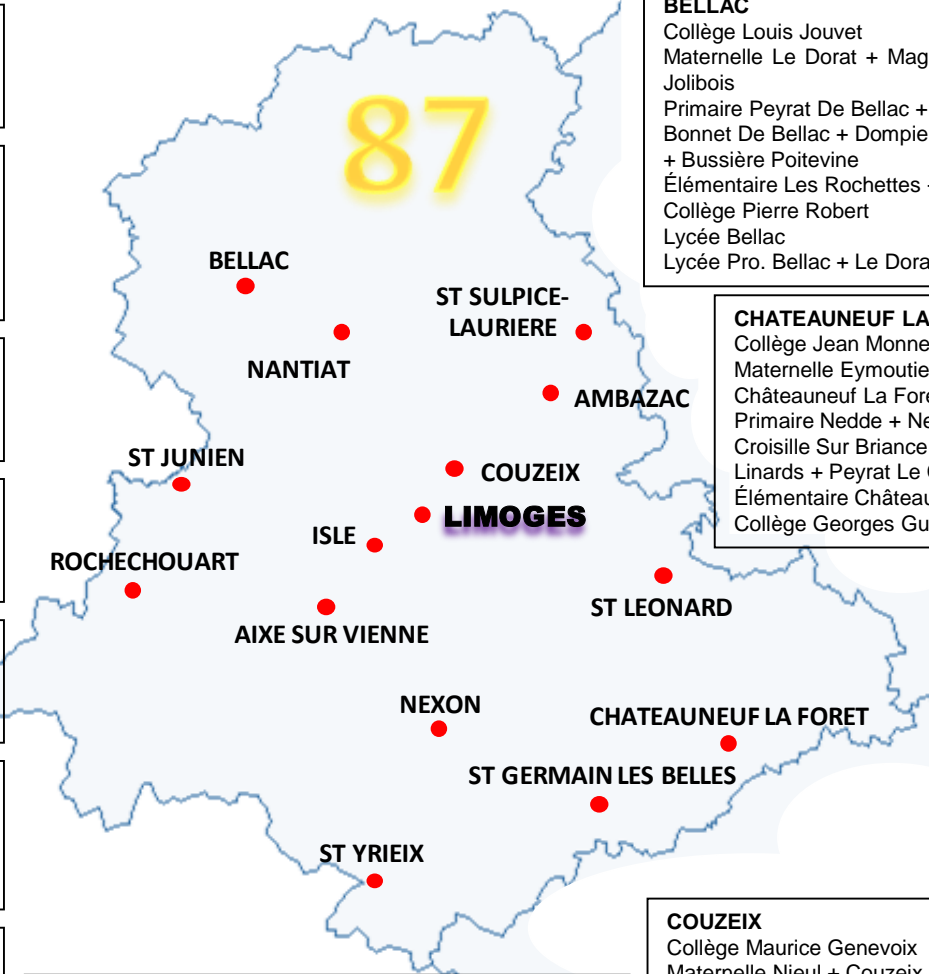 87
BELLAC
NANTIAT
ST SULPICE-
LAURIERE
AMBAZAC
ST JUNIEN
COUZEIX
LIMOGES
ISLE
ROCHECHOUART
ST LEONARD
AIXE SUR VIENNE
NEXON
CHATEAUNEUF LA FORET
ST GERMAIN LES BELLES
ST YRIEIX
BELLAC
Collège Louis Jouvet
Maternelle Le Dorat + Mag
Jolibois
Primaire Peyrat De Bellac +
Bonnet De Bellac + Dompie
+ Bussière Poitevine
Élémentaire Les Rochettes
Collège Pierre Robert
Lycée Bellac
Lycée Pro. Bellac + Le Dora
CHATEAUNEUF LA
Collège Jean Monne
Maternelle Eymoutie
Châteauneuf La Fore
Primaire Nedde + Ne
Croisille Sur Briance
Linards + Peyrat Le
Élémentaire Château
Collège Georges Gu
COUZEIX
Collège Maurice Genevoix
Maternelle Nieul + Couzeix